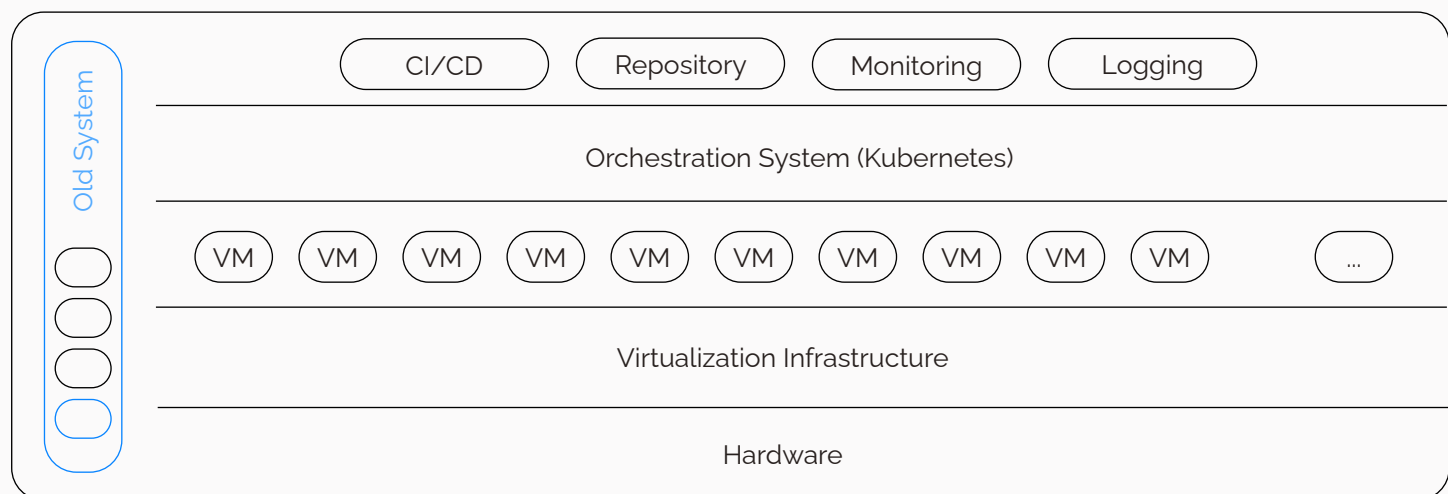 Old System
CI/CD
Repository
Monitoring
Logging
Orchestration System (Kubernetes)
VM VM VM VM VM VM VM VM VM VM ...
Virtualization Infrastructure
Hardware